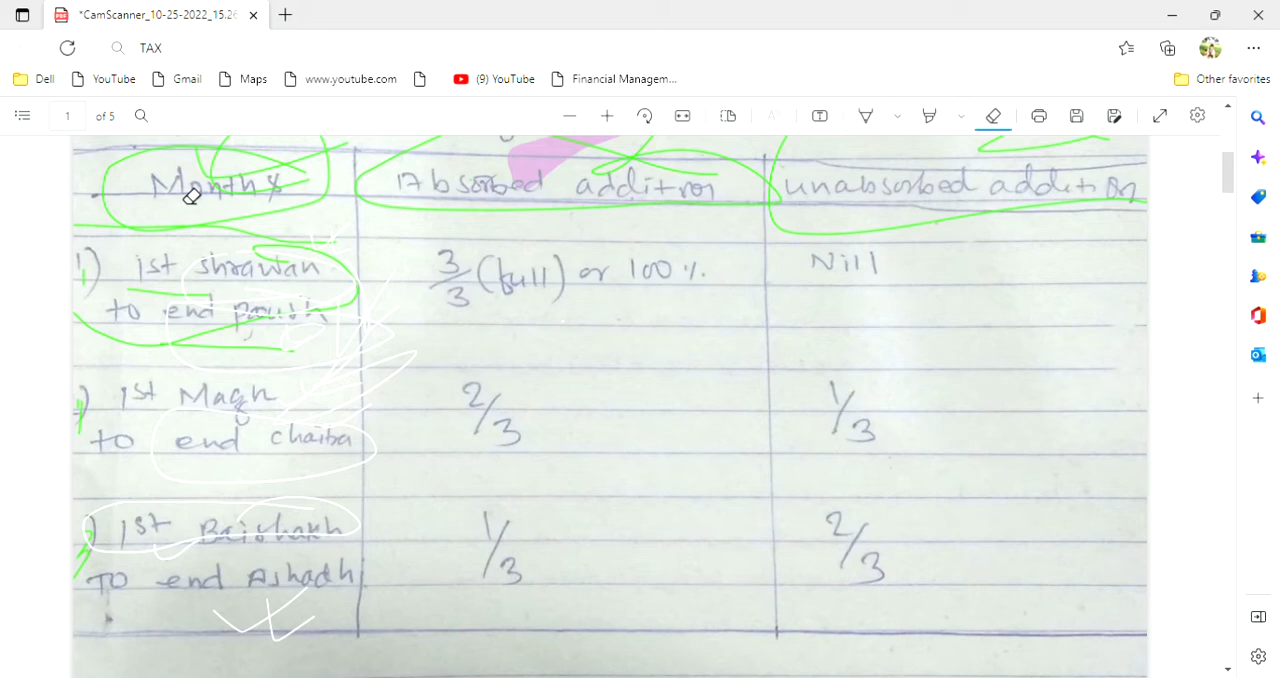 *CamScanner_10-25-2022_15.26
TAX
Dell YouTube Gmail Maps www.youtube.com (9) YouTube Financial Managem... Other favorites
1 of 5
Months Absorbed addition unabsorbed addition
1) 1st Shrawan 3/3 (full) or 100 %. Nill
to end poush
1st Magh 2/3 1/3
to end chaitra
1st Baishakh 1/3 2/3
TO end Ashadh